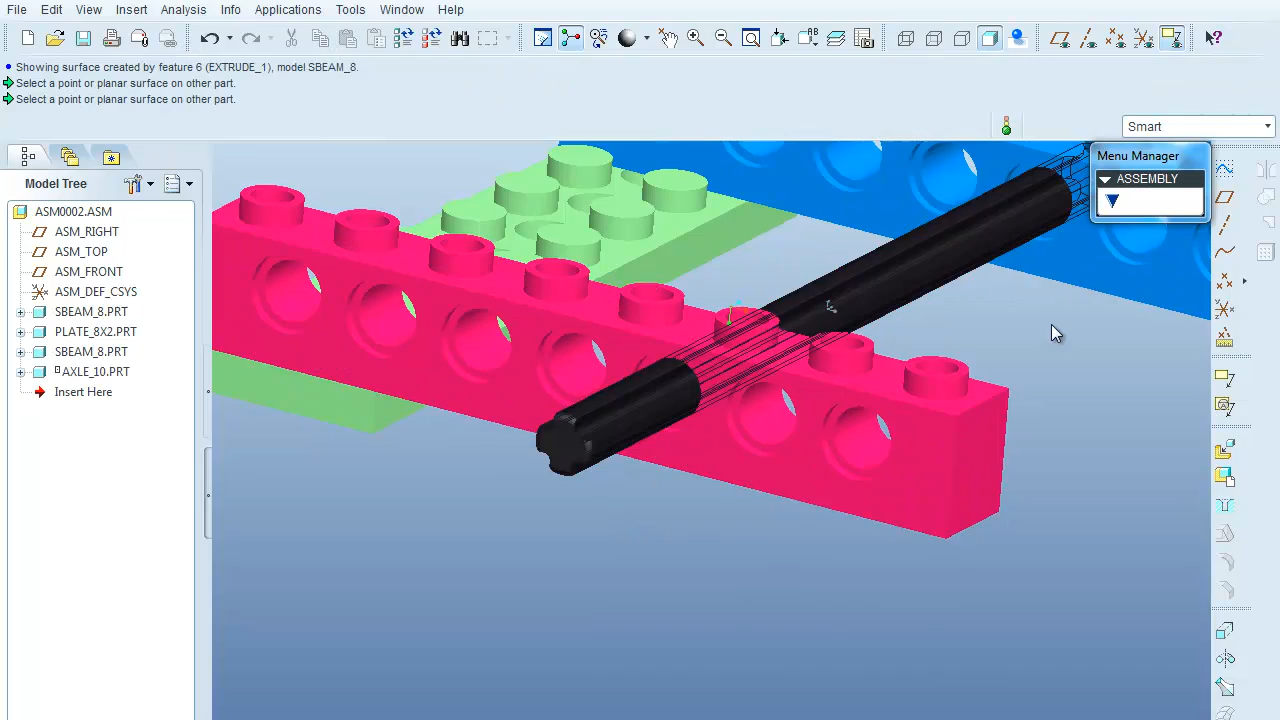 File Edit View Insert Analysis Info Applications Tools Window Help
Showing surface created by feature 6 (EXTRUDE_1), model SBEAM_8.
Select a point or planar surface on other part.
Select a point or planar surface on other part.
Smart
Menu Manager
ASSEMBLY
Model Tree
ASM0002.ASM
ASM_RIGHT
ASM_TOP
ASM_FRONT
ASM_DEF_CSYS
SBEAM_8.PRT
PLATE_8X2.PRT
SBEAM_8.PRT
AXLE_10.PRT
Insert Here